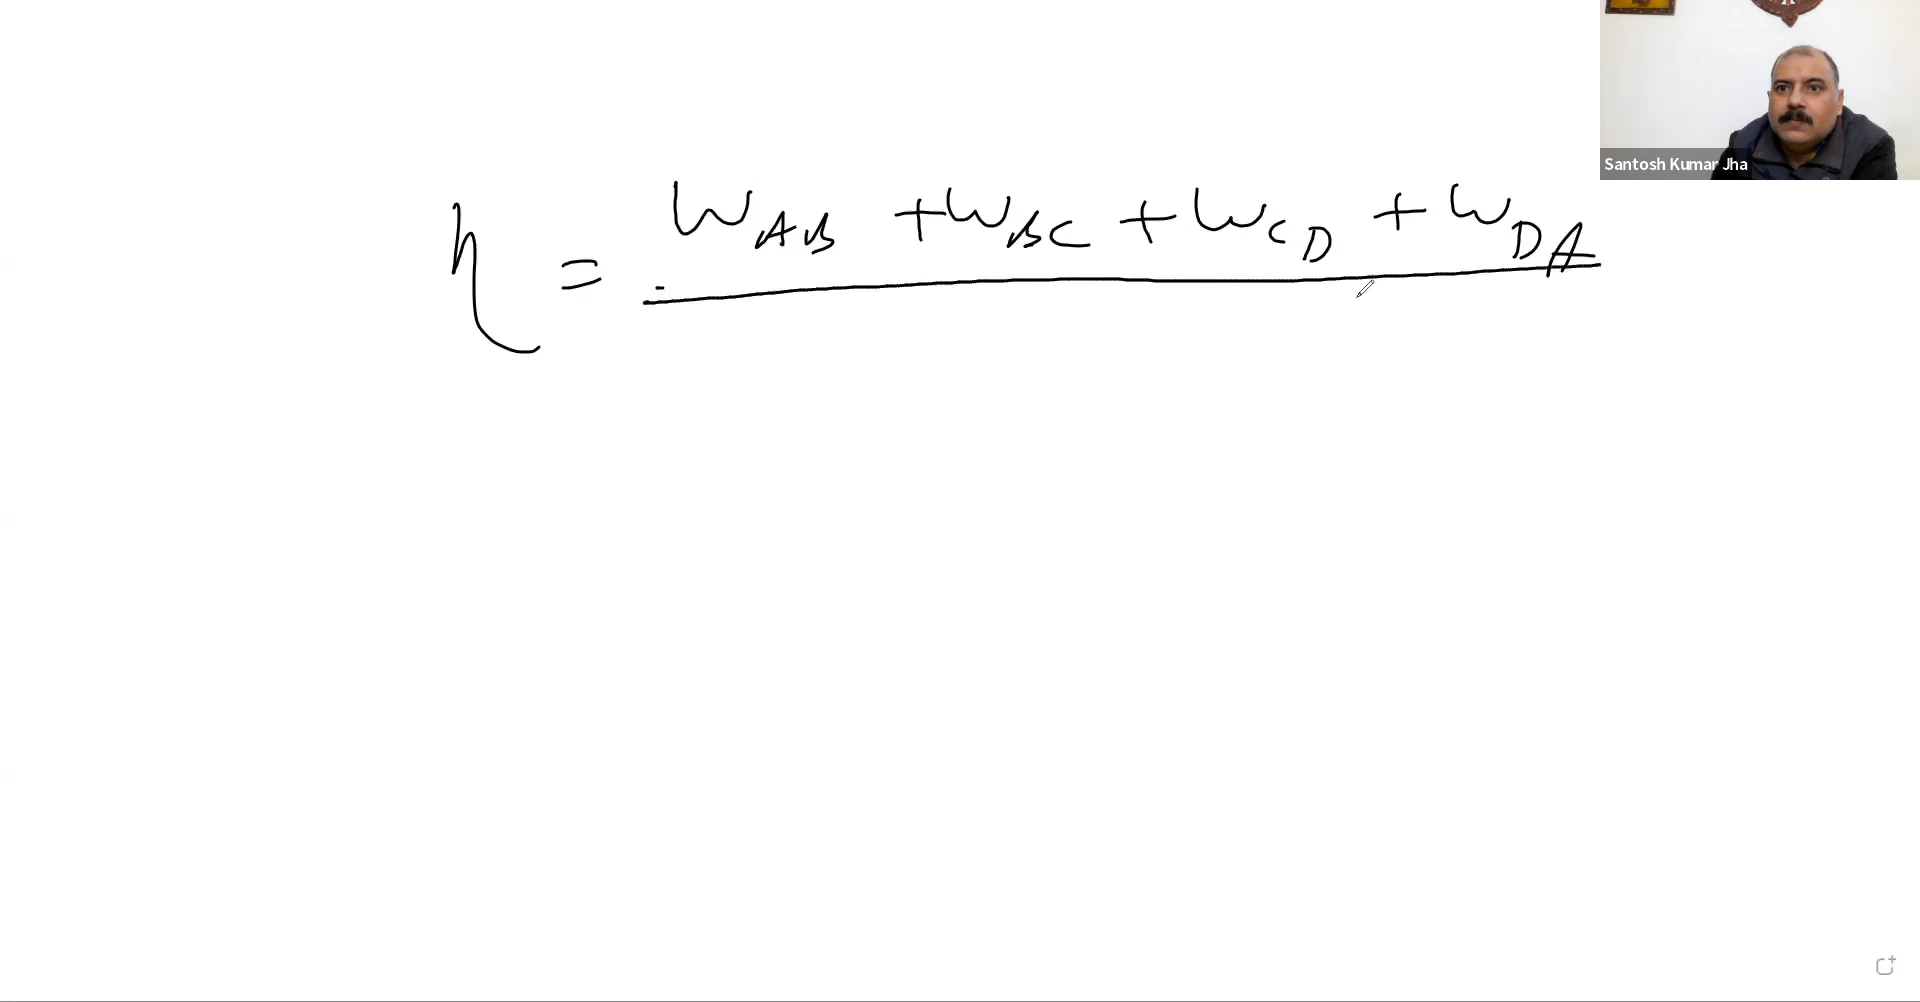 Santosh Kumar Jha
η = W_AB + W_BC + W_CD + W_DA